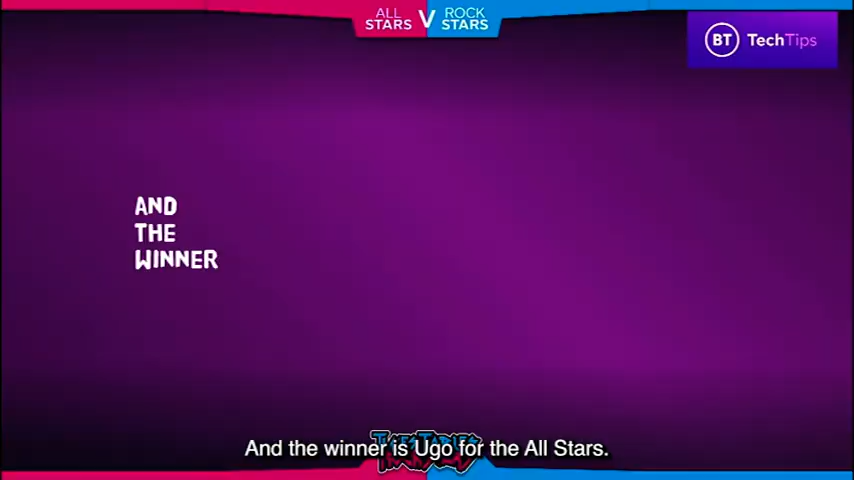 ALL
STARS V ROCK
STARS
BT TechTips
AND
THE
WINNER
And the winner is Ugo for the All Stars.